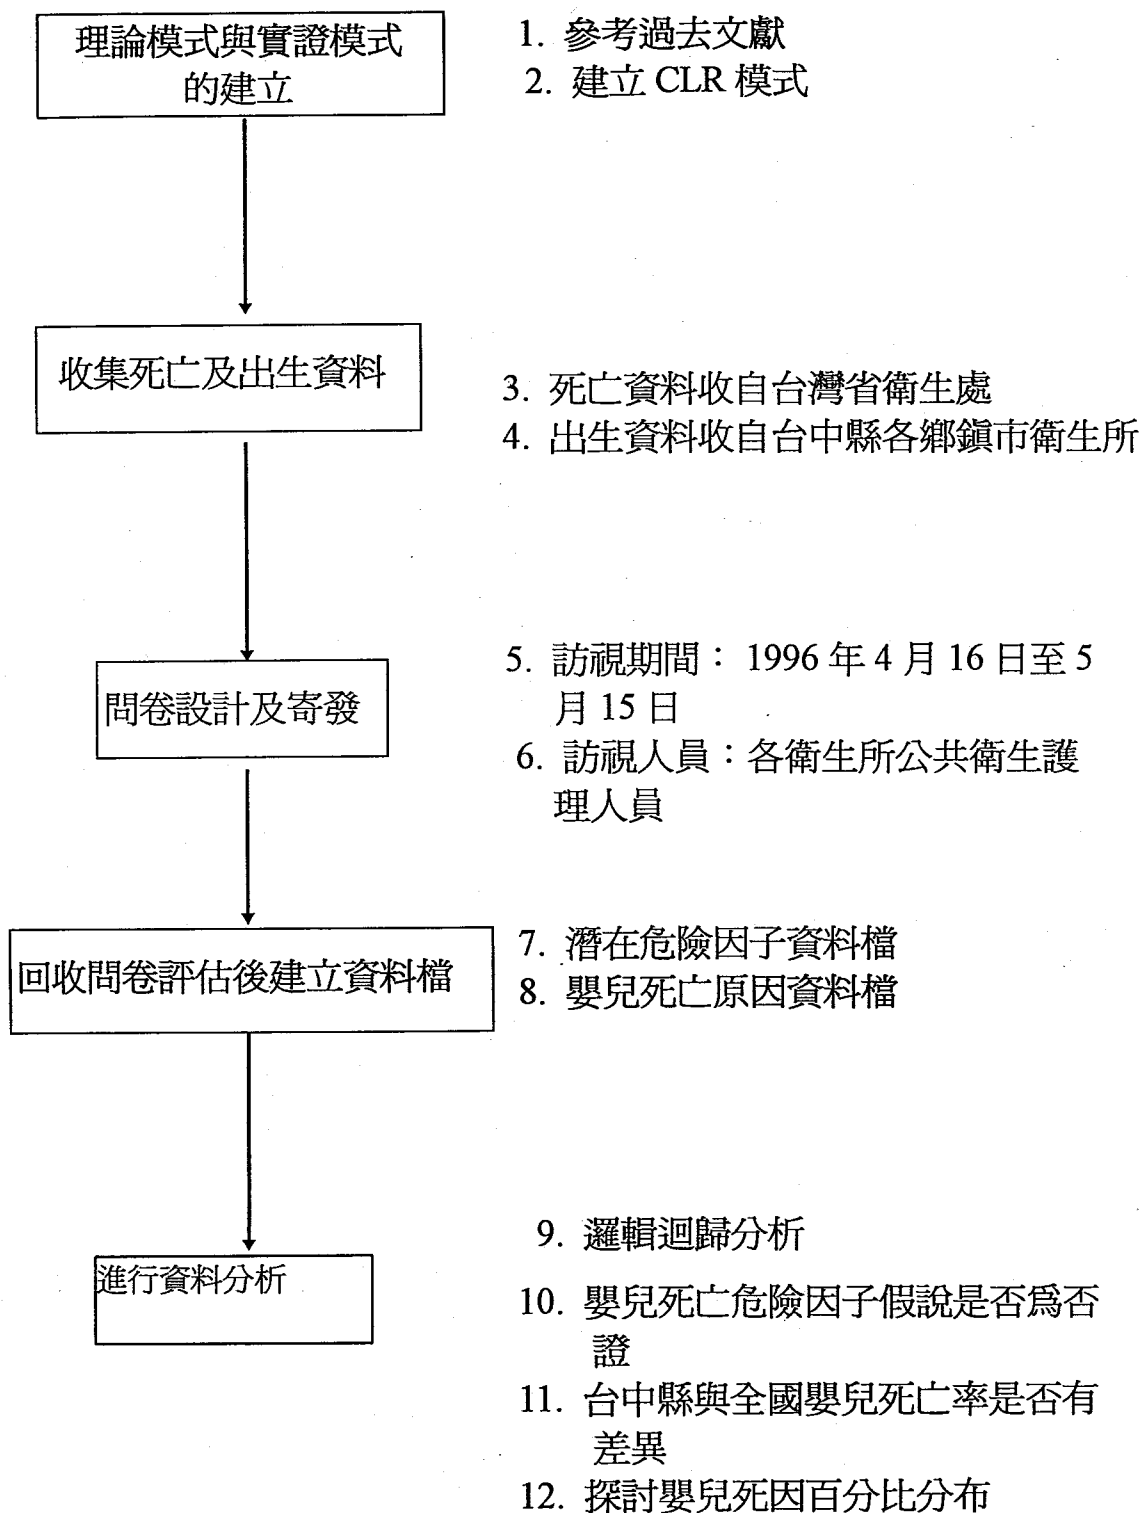 理論模式與實證模式
的建立
1. 參考過去文獻
2. 建立 CLR 模式
收集死亡及出生資料
3. 死亡資料收自台灣省衛生處
4. 出生資料收自台中縣各鄉鎮市衛生所
問卷設計及寄發
5. 訪視期間： 1996 年 4 月 16 日至 5
月 15 日
6. 訪視人員：各衛生所公共衛生護
理人員
回收問卷評估後建立資料檔
7. 潛在危險因子資料檔
8. 嬰兒死亡原因資料檔
進行資料分析
9. 邏輯迴歸分析
10. 嬰兒死亡危險因子假說是否為否
證
11. 台中縣與全國嬰兒死亡率是否有
差異
12. 探討嬰兒死因百分比分布